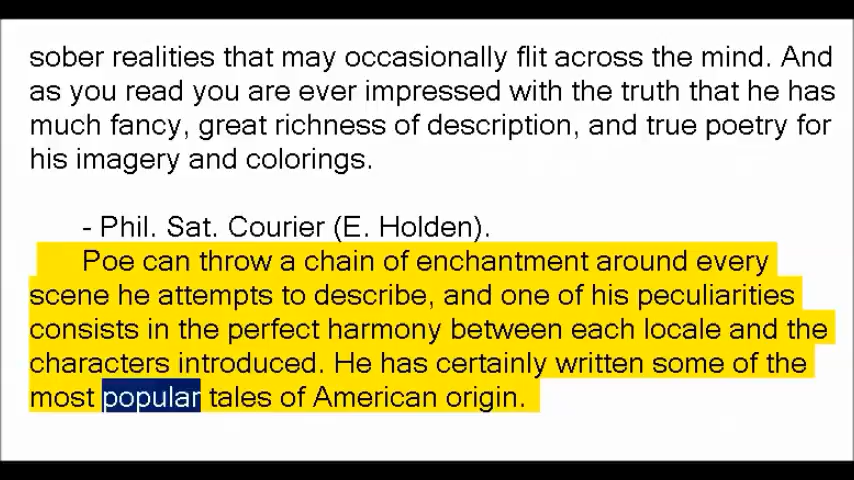 sober realities that may occasionally flit across the mind. And
as you read you are ever impressed with the truth that he has
much fancy, great richness of description, and true poetry for
his imagery and colorings.
- Phil. Sat. Courier (E. Holden).
Poe can throw a chain of enchantment around every
scene he attempts to describe, and one of his peculiarities
consists in the perfect harmony between each locale and the
characters introduced. He has certainly written some of the
most popular tales of American origin.